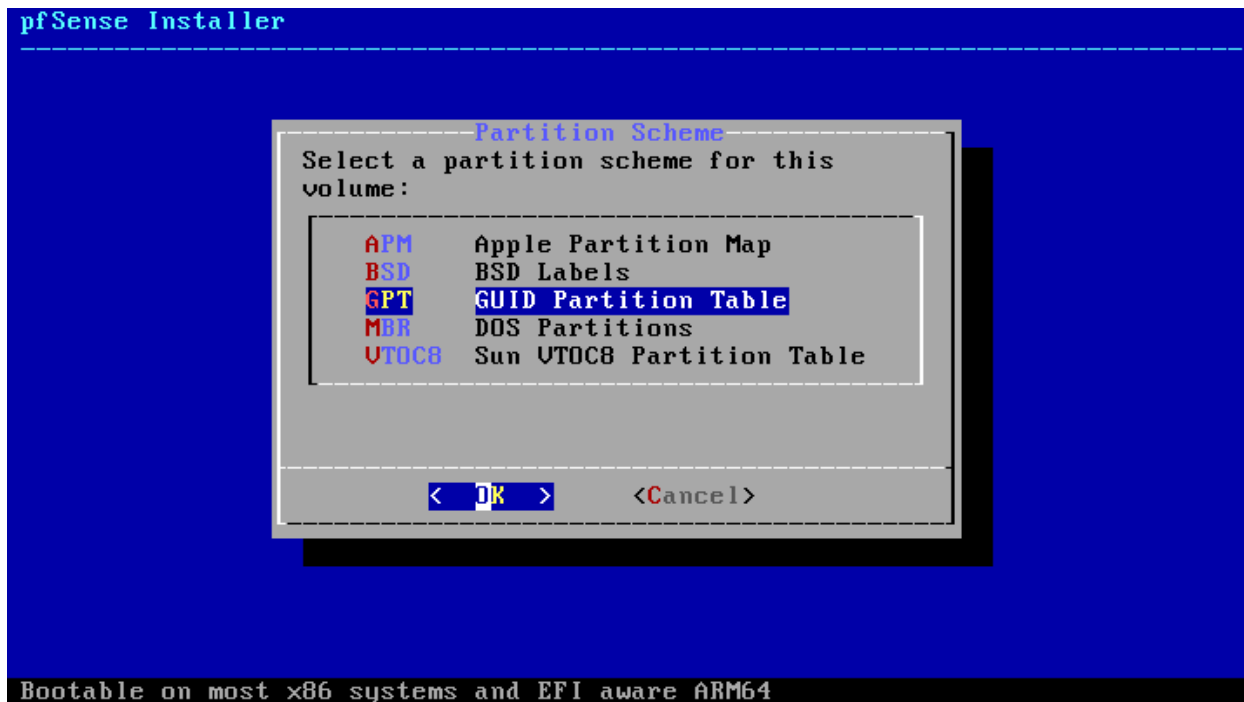 pfSense Installer
Partition Scheme
Select a partition scheme for this
volume:
APM Apple Partition Map
BSD BSD Labels
GPT GUID Partition Table
MBR DOS Partitions
VTOC8 Sun VTOC8 Partition Table
< OK > <Cancel>
Bootable on most x86 systems and EFI aware ARM64